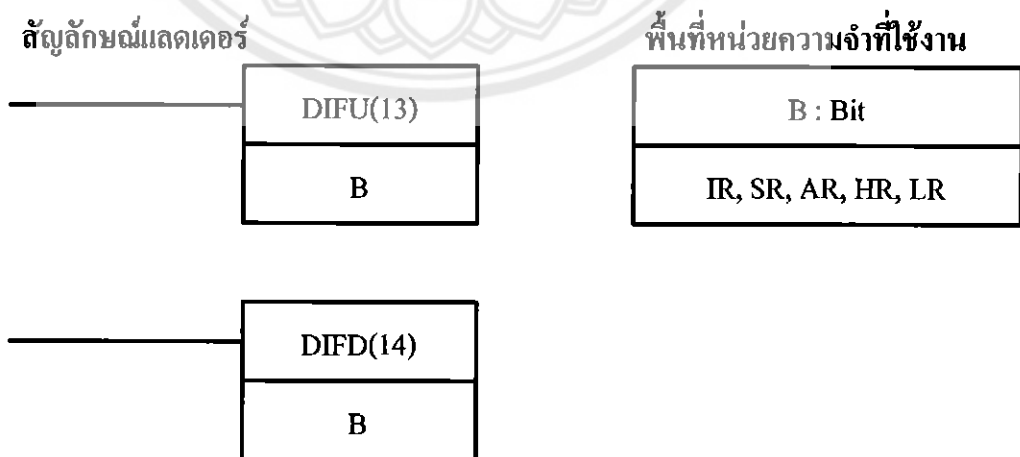 สัญลักษณ์แลดเดอร์
พื้นที่หน่วยความจำที่ใช้งาน
DIFU(13)
B
B : Bit
IR, SR, AR, HR, LR
DIFD(14)
B